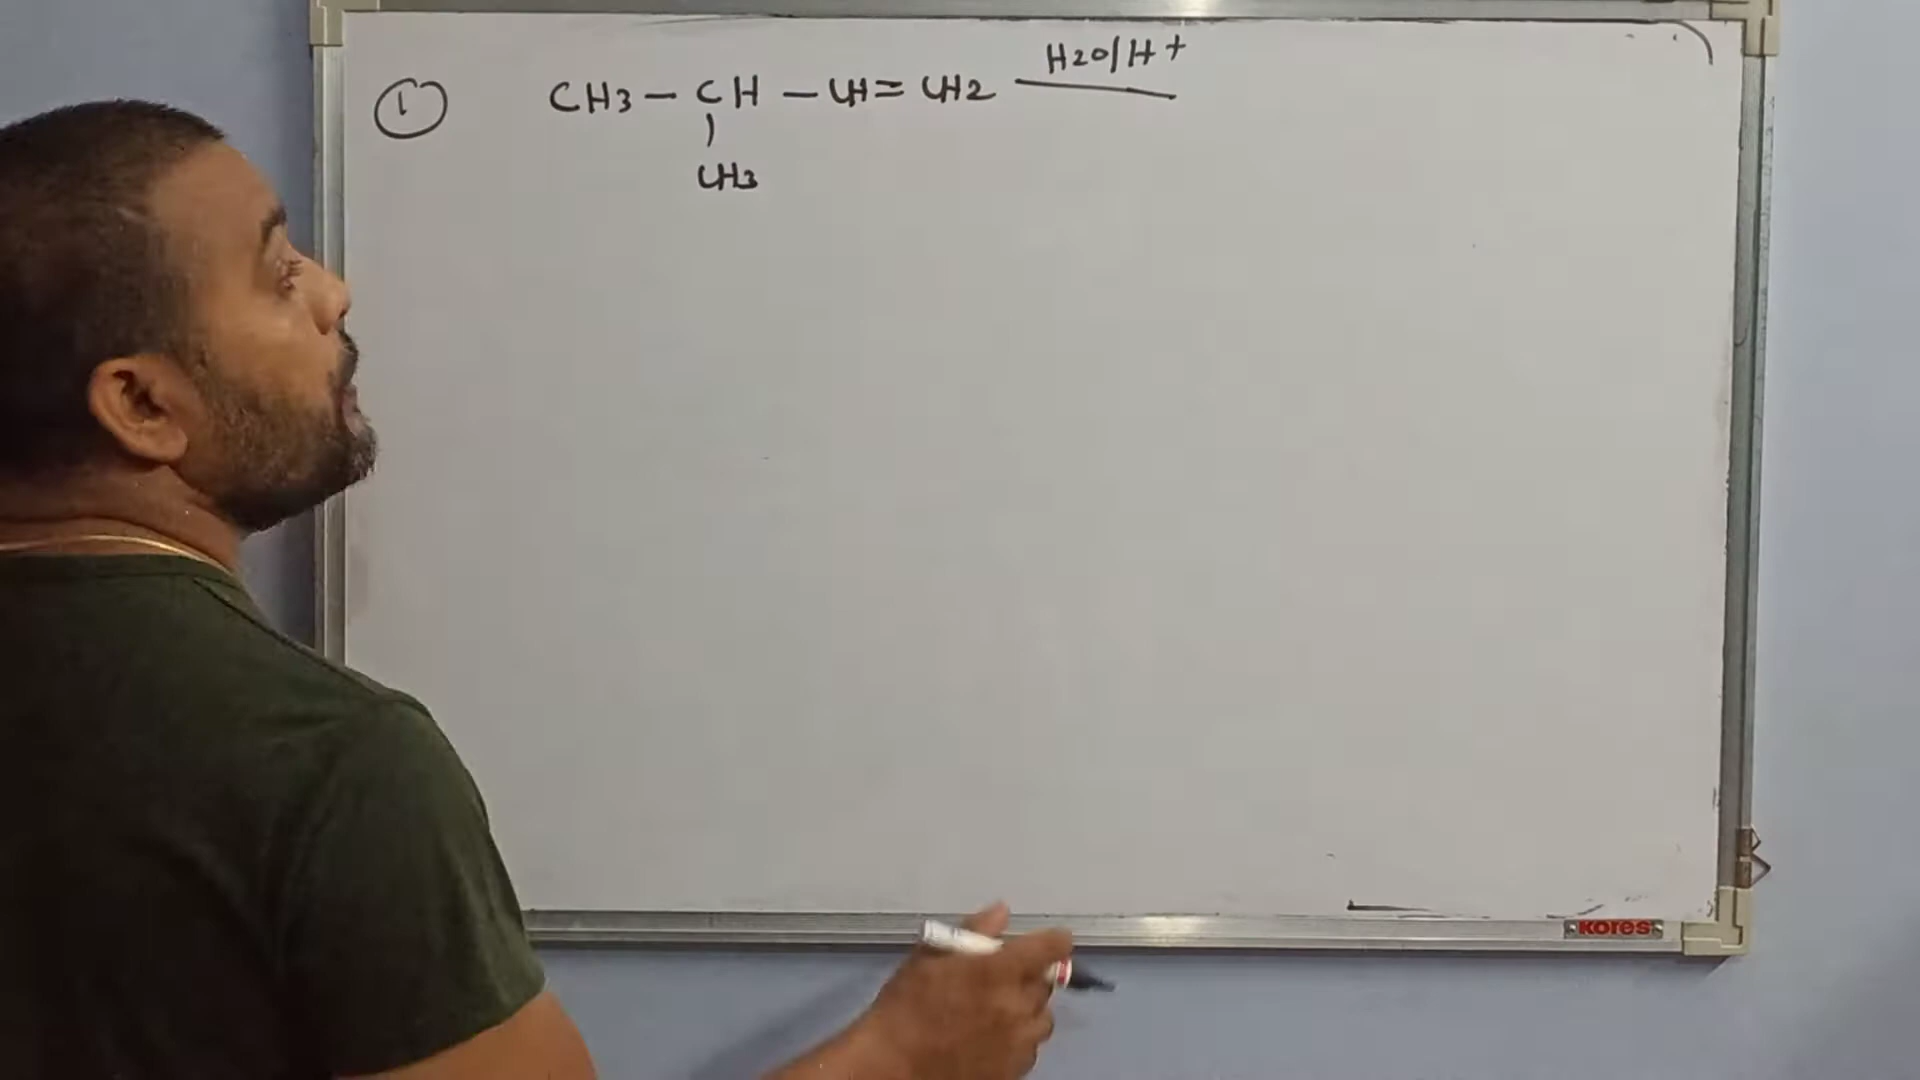 H2O/H+
① CH3 - CH - CH = CH2
CH3
KOreS